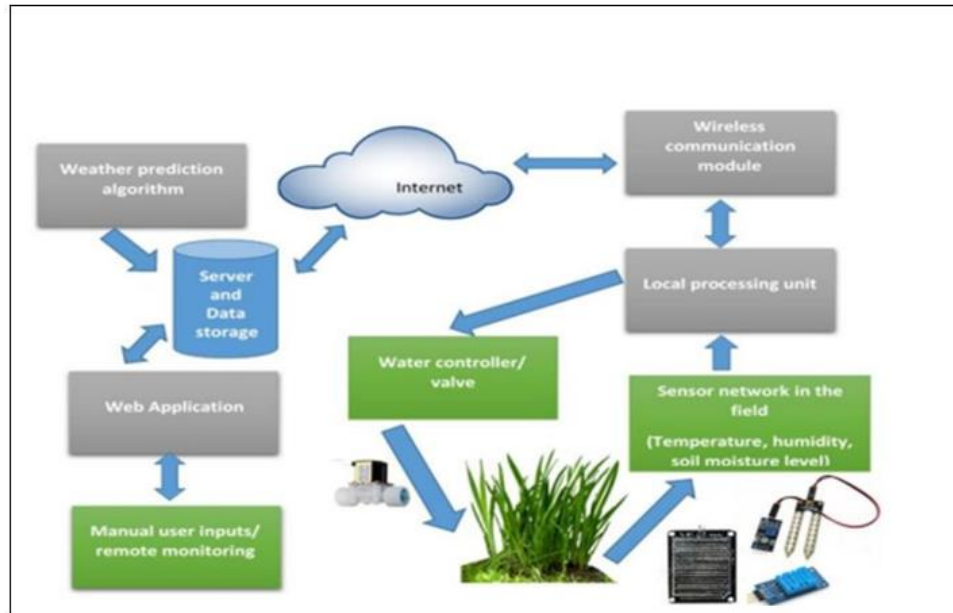 Weather prediction
algorithm
Internet
Wireless
communication
module
Server
and
Data
storage
Local processing unit
Water controller/
valve
Web Application
Sensor network in the
field
(Temperature, humidity,
soil moisture level)
Manual user inputs/
remote monitoring